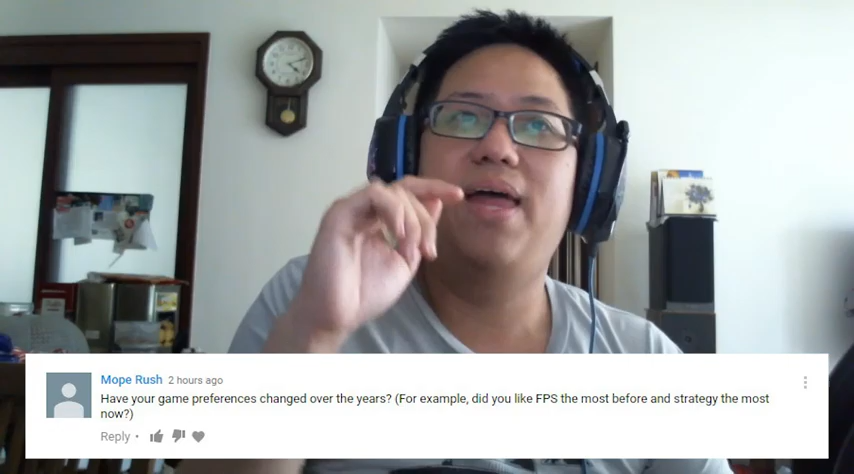 Mope Rush 2 hours ago
Have your game preferences changed over the years? (For example, did you like FPS the most before and strategy the most
now?)
Reply •